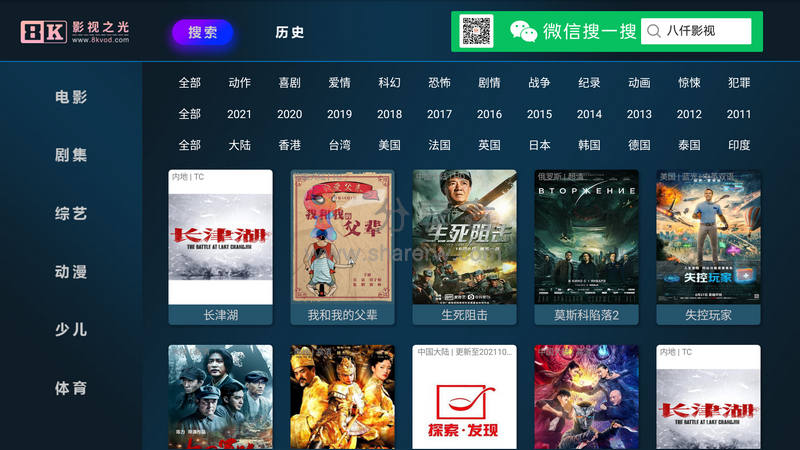 8K 影视之光
www.8kvod.com
搜索
历史
微信搜一搜
八仟影视
电影
剧集
综艺
动漫
少儿
体育
全部 动作 喜剧 爱情 科幻 恐怖 剧情 战争 纪录 动画 惊悚 犯罪
全部 2021 2020 2019 2018 2017 2016 2015 2014 2013 2012 2011
全部 大陆 香港 台湾 美国 法国 英国 日本 韩国 德国 泰国 印度
内地 | TC
长津湖
THE BATTLE AT LAKE CHANGJIN
长津湖
我和我的父辈
我和我的父辈
生死阻击
生死阻击
俄罗斯 | 超清
ВТОРЖЕНИЕ
莫斯科陷落2
美国 | 蓝光 | 中英双语
失控玩家
失控玩家
中国大陆 | 更新至202110...
探索·发现
内地 | TC
长津湖
THE BATTLE AT LAKE CHANGJIN